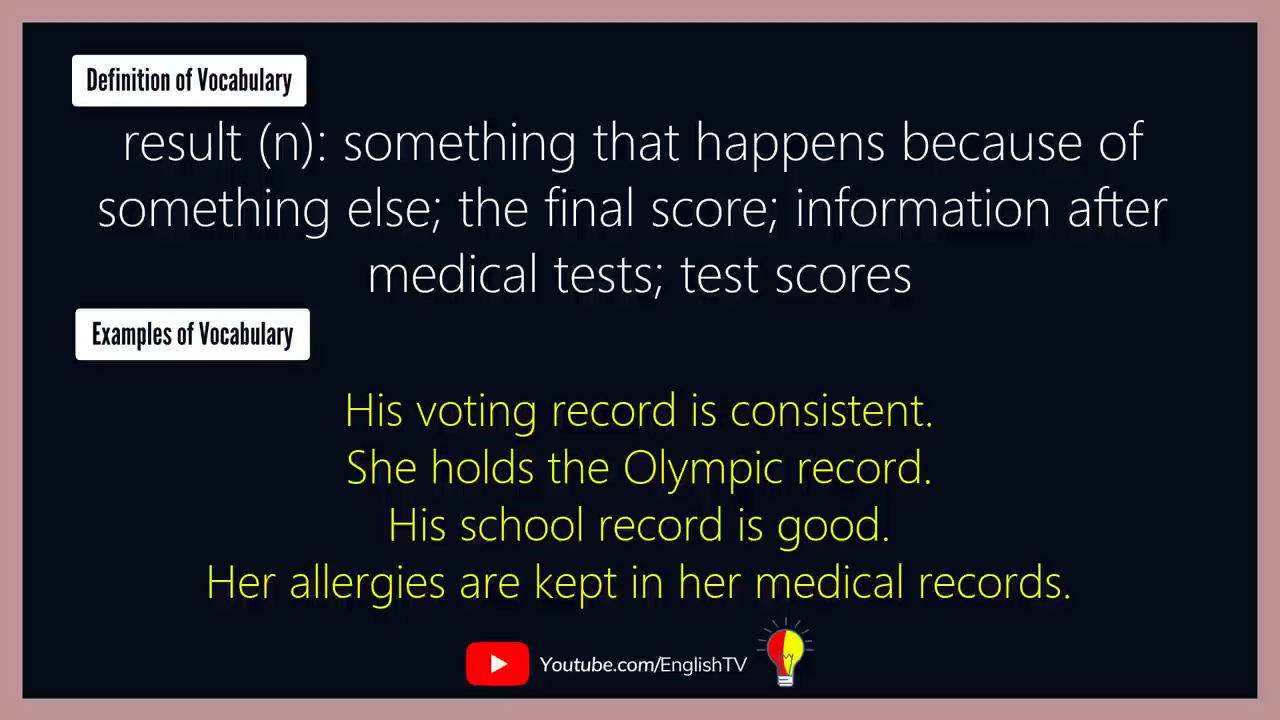 Definition of Vocabulary
result (n): something that happens because of
something else; the final score; information after
medical tests; test scores
Examples of Vocabulary
His voting record is consistent.
She holds the Olympic record.
His school record is good.
Her allergies are kept in her medical records.
Youtube.com/EnglishTV